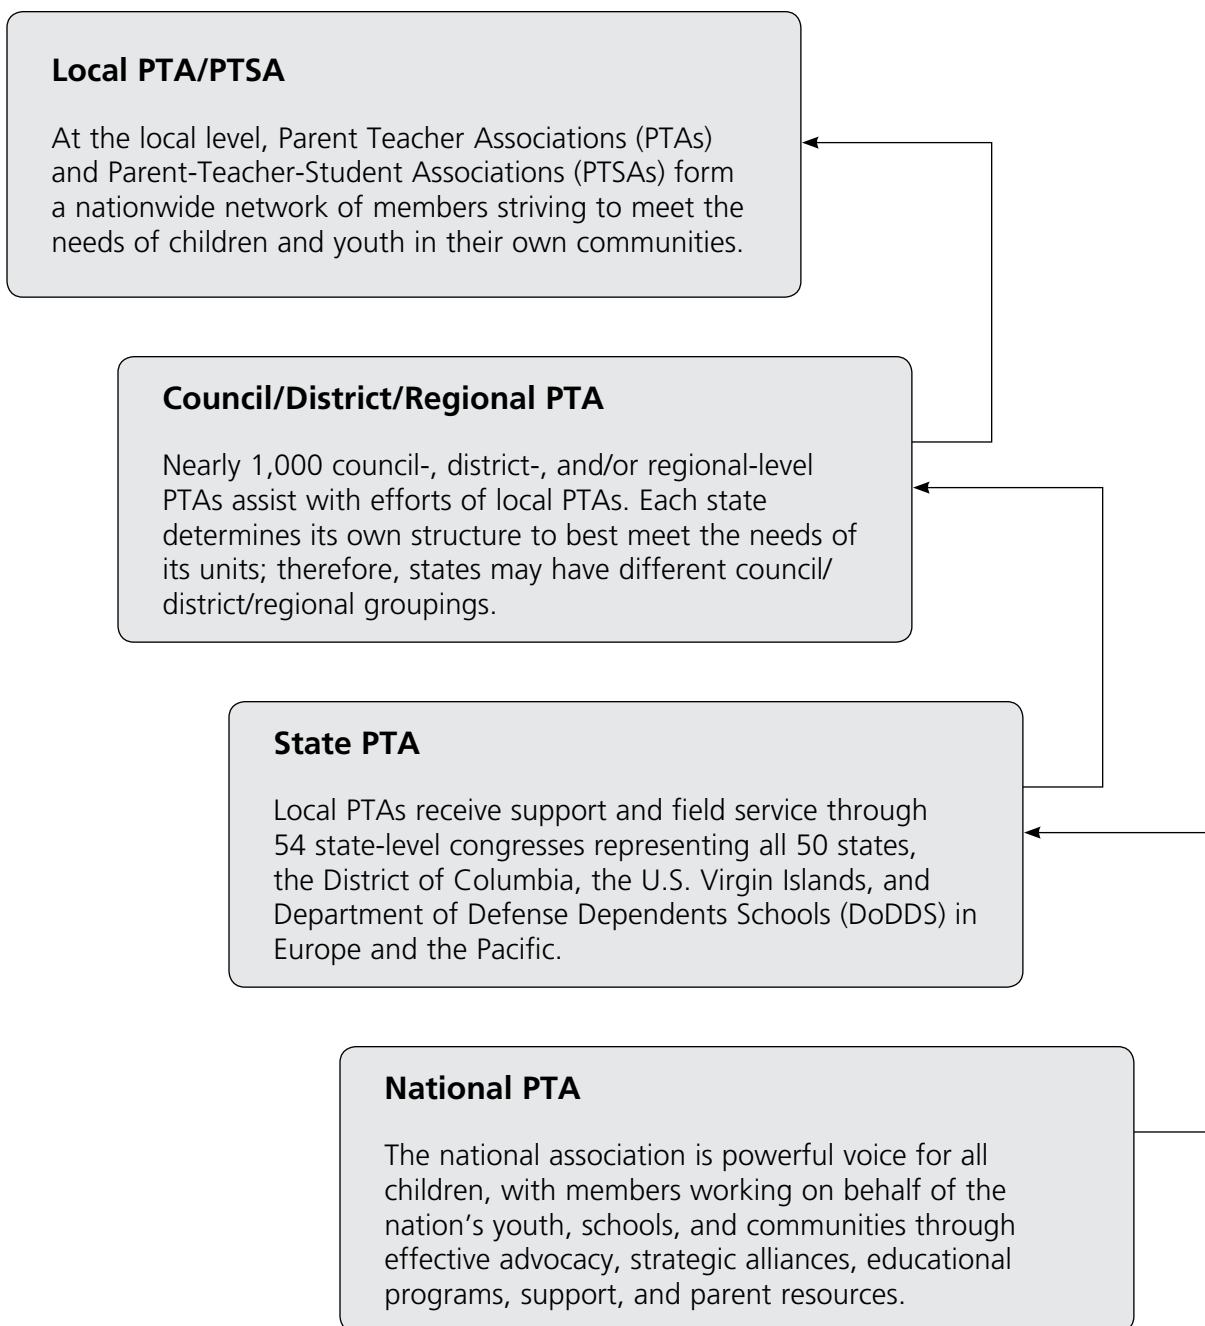 Local PTA/PTSA
At the local level, Parent Teacher Associations (PTAs)
and Parent-Teacher-Student Associations (PTSAs) form
a nationwide network of members striving to meet the
needs of children and youth in their own communities.
Council/District/Regional PTA
Nearly 1,000 council-, district-, and/or regional-level
PTAs assist with efforts of local PTAs. Each state
determines its own structure to best meet the needs of
its units; therefore, states may have different council/
district/regional groupings.
State PTA
Local PTAs receive support and field service through
54 state-level congresses representing all 50 states,
the District of Columbia, the U.S. Virgin Islands, and
Department of Defense Dependents Schools (DoDDS) in
Europe and the Pacific.
National PTA
The national association is powerful voice for all
children, with members working on behalf of the
nation’s youth, schools, and communities through
effective advocacy, strategic alliances, educational
programs, support, and parent resources.